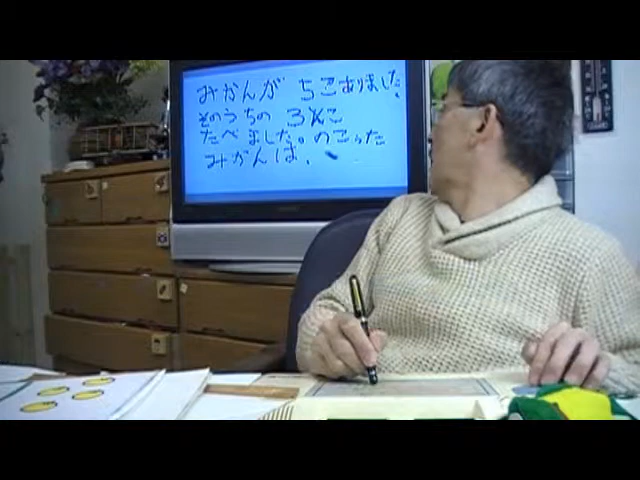 みかんが 5こありました.
そのうちの 3こ
たべました。のこった
みかんは、